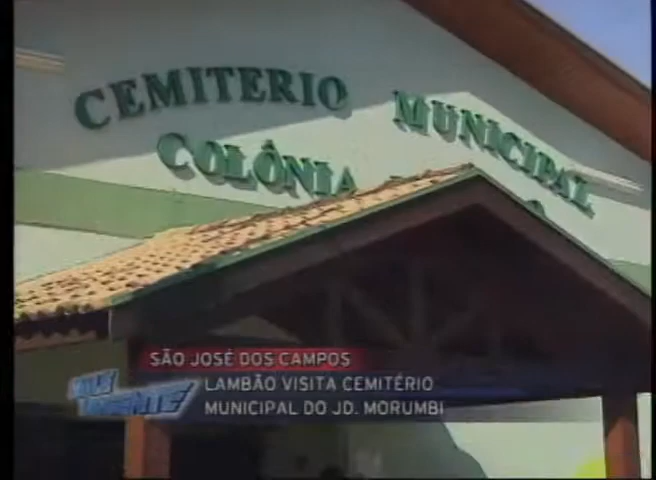 CEMITERIO MUNICIPAL
COLÔNIA
SÃO JOSÉ DOS CAMPOS
LAMBÃO VISITA CEMITÉRIO
MUNICIPAL DO JD. MORUMBI